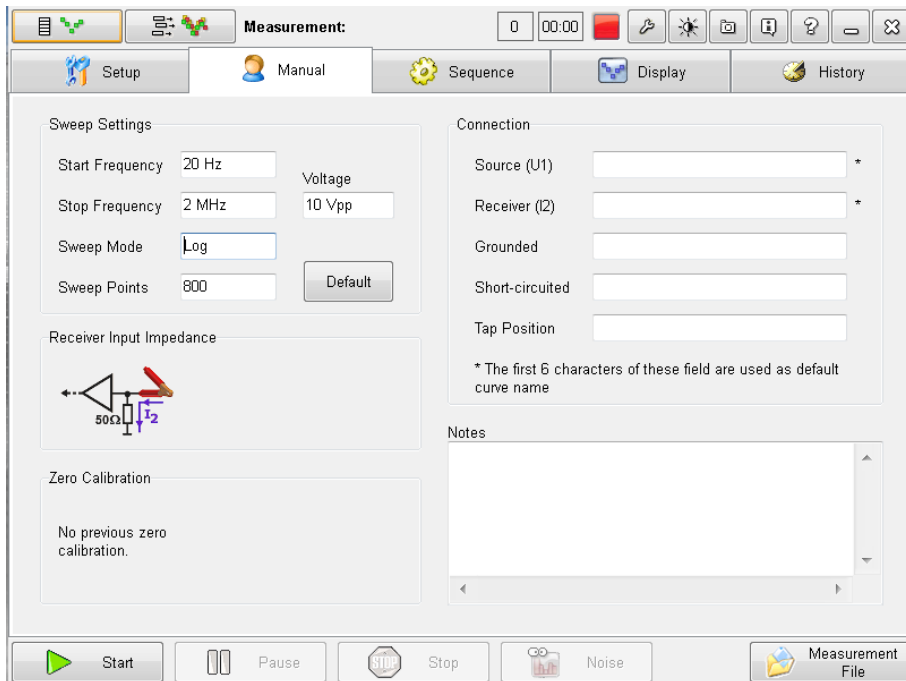 Measurement:
0
00:00
Setup
Manual
Sequence
Display
History
Sweep Settings
Start Frequency 20 Hz
Voltage
Stop Frequency 2 MHz 10 Vpp
Sweep Mode Log
Sweep Points 800 Default
Receiver Input Impedance
50Ω I2
Zero Calibration
No previous zero
calibration.
Connection
Source (U1) *
Receiver (I2) *
Grounded
Short-circuited
Tap Position
* The first 6 characters of these field are used as default
curve name
Notes
Start
Pause
STOP Stop
Noise
Measurement
File